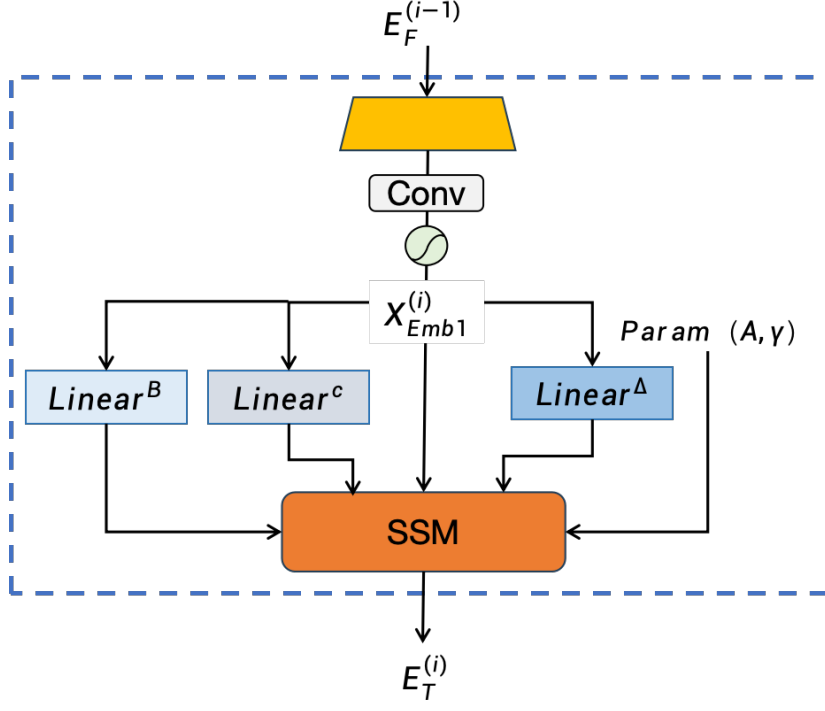 E_F^{(i-1)}
Conv
X_{Emb1}^{(i)}
Param (A, γ)
Linear^B
Linear^c
Linear^Δ
SSM
E_T^{(i)}